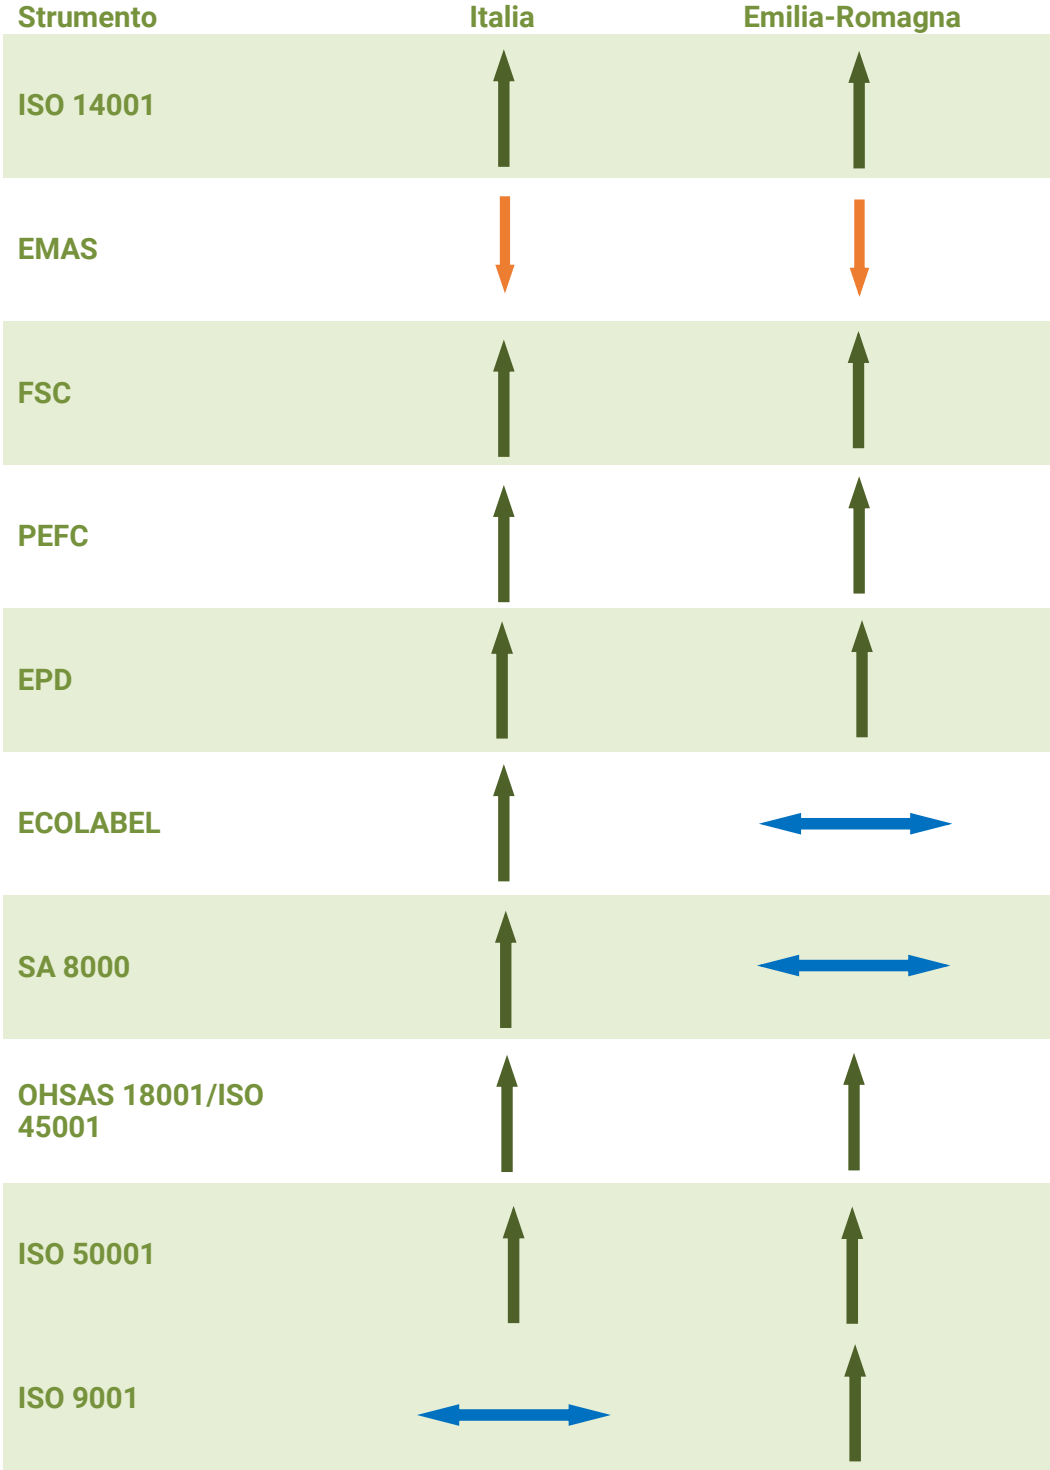 Strumento Italia Emilia-Romagna
ISO 14001
EMAS
FSC
PEFC
EPD
ECOLABEL
SA 8000
OHSAS 18001/ISO
45001
ISO 50001
ISO 9001